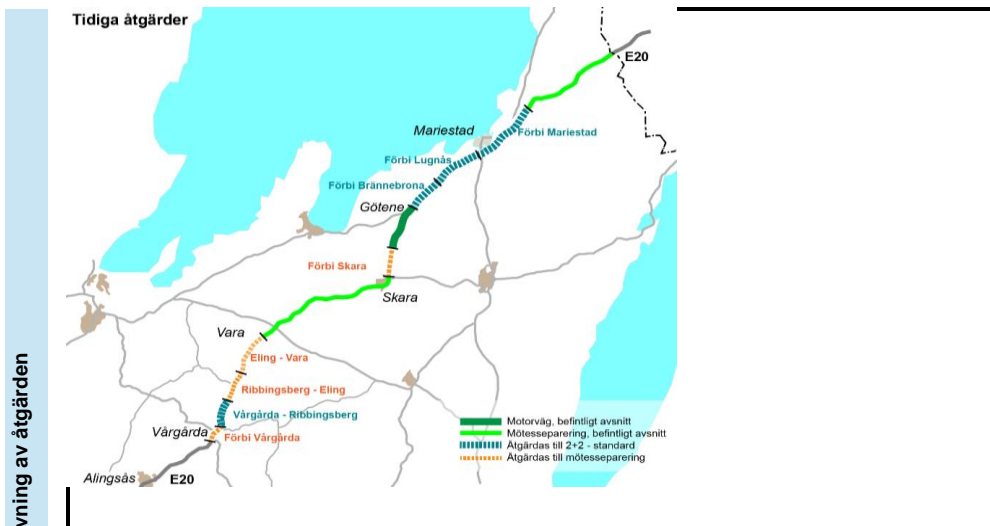 Tidiga åtgärder
E20
Mariestad
Förbi Mariestad
Förbi Lugnås
Förbi Brännebrona
Götene
Förbi Skara
Skara
Vara
Eling - Vara
Ribbingsberg - Eling
Vårgårda - Ribbingsberg
Vårgårda
Förbi Vårgårda
Alingsås
E20
Motorväg, befintligt avsnitt
Mötesseparering, befintligt avsnitt
Åtgärdas till 2+2 - standard
Åtgärdas till mötesseparering
vning av åtgärden